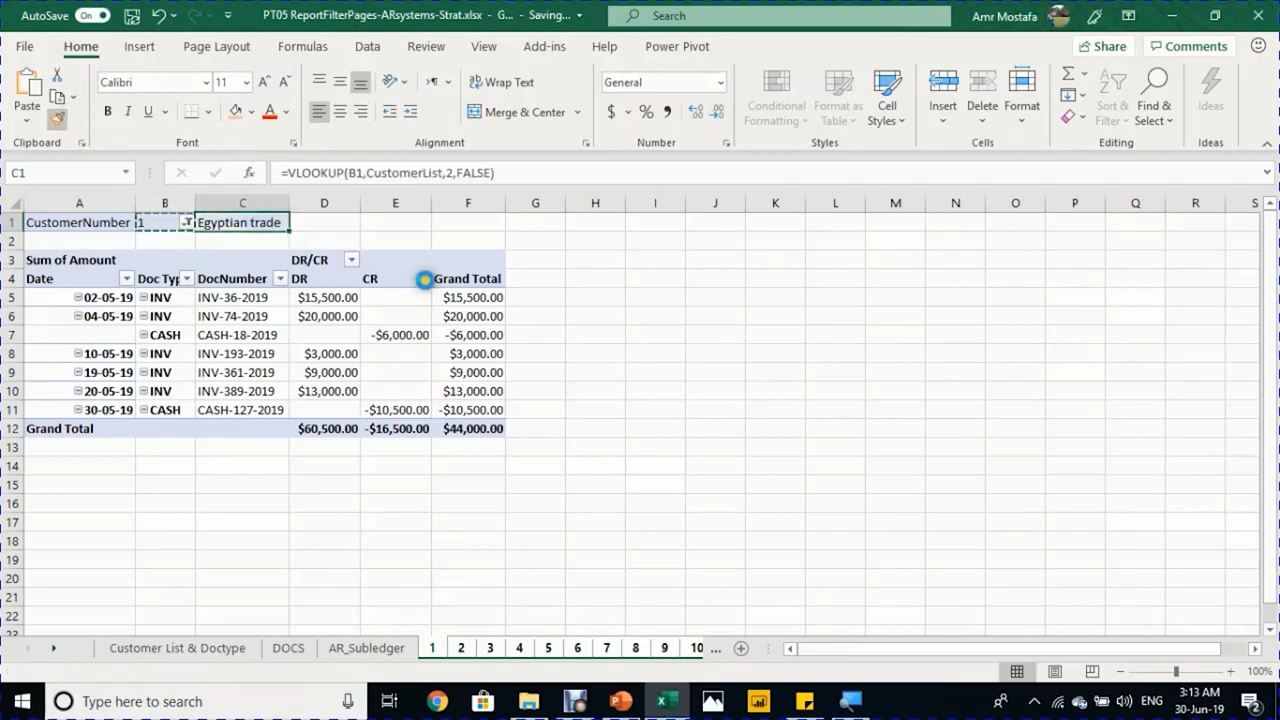 AutoSave On PT05 ReportFilterPages-ARsystems-Strat.xlsx - G... - Saving... Search Amr Mostafa
File Home Insert Page Layout Formulas Data Review View Add-ins Help Power Pivot Share Comments
Calibri 11 Wrap Text General
Paste B I U Merge & Center $ % Conditional Formatting Format as Table Cell Styles Insert Delete Format Sort & Filter Find & Select Ideas
Clipboard Font Alignment Number Styles Cells Editing Ideas
C1 fx =VLOOKUP(B1,CustomerList,2,FALSE)
A B C D E F G H I J K L M N O P Q R S
1 CustomerNumber 1 Egyptian trade
2
3 Sum of Amount DR/CR
4 Date Doc Typ DocNumber DR CR Grand Total
5 02-05-19 INV INV-36-2019 $15,500.00 $15,500.00
6 04-05-19 INV INV-74-2019 $20,000.00 $20,000.00
7 CASH CASH-18-2019 -$6,000.00 -$6,000.00
8 10-05-19 INV INV-193-2019 $3,000.00 $3,000.00
9 19-05-19 INV INV-361-2019 $9,000.00 $9,000.00
10 20-05-19 INV INV-389-2019 $13,000.00 $13,000.00
11 30-05-19 CASH CASH-127-2019 -$10,500.00 -$10,500.00
12 Grand Total $60,500.00 -$16,500.00 $44,000.00
13
14
15
16
17
18
19
20
21
22
23
Customer List & Doctype DOCS AR_Subledger 1 2 3 4 5 6 7 8 9 10 ...
100%
Type here to search ENG 3:13 AM
30-Jun-19 2